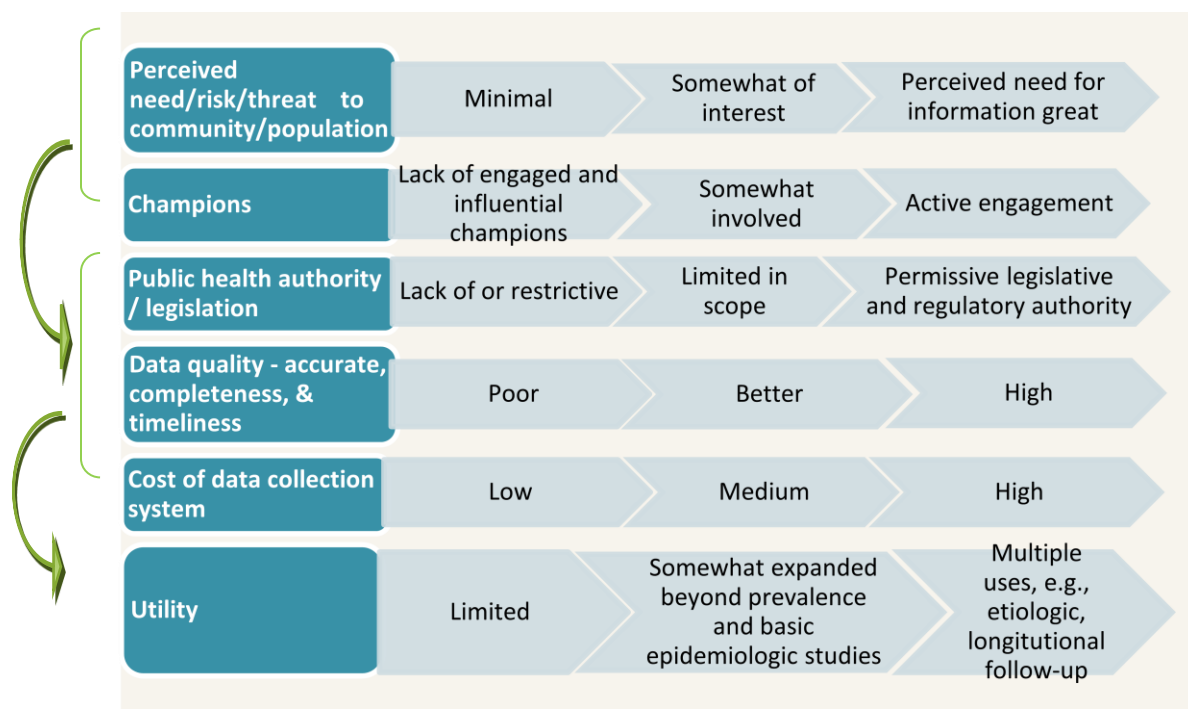 Perceived
need/risk/threat to
community/population
Minimal
Somewhat of
interest
Perceived need for
information great
Champions
Lack of engaged and
influential
champions
Somewhat
involved
Active engagement
Public health authority
/ legislation
Lack of or restrictive
Limited in
scope
Permissive legislative
and regulatory authority
Data quality - accurate,
completeness, &
timeliness
Poor
Better
High
Cost of data collection
system
Low
Medium
High
Utility
Limited
Somewhat expanded
beyond prevalence
and basic
epidemiologic studies
Multiple
uses, e.g.,
etiologic,
longitutional
follow-up